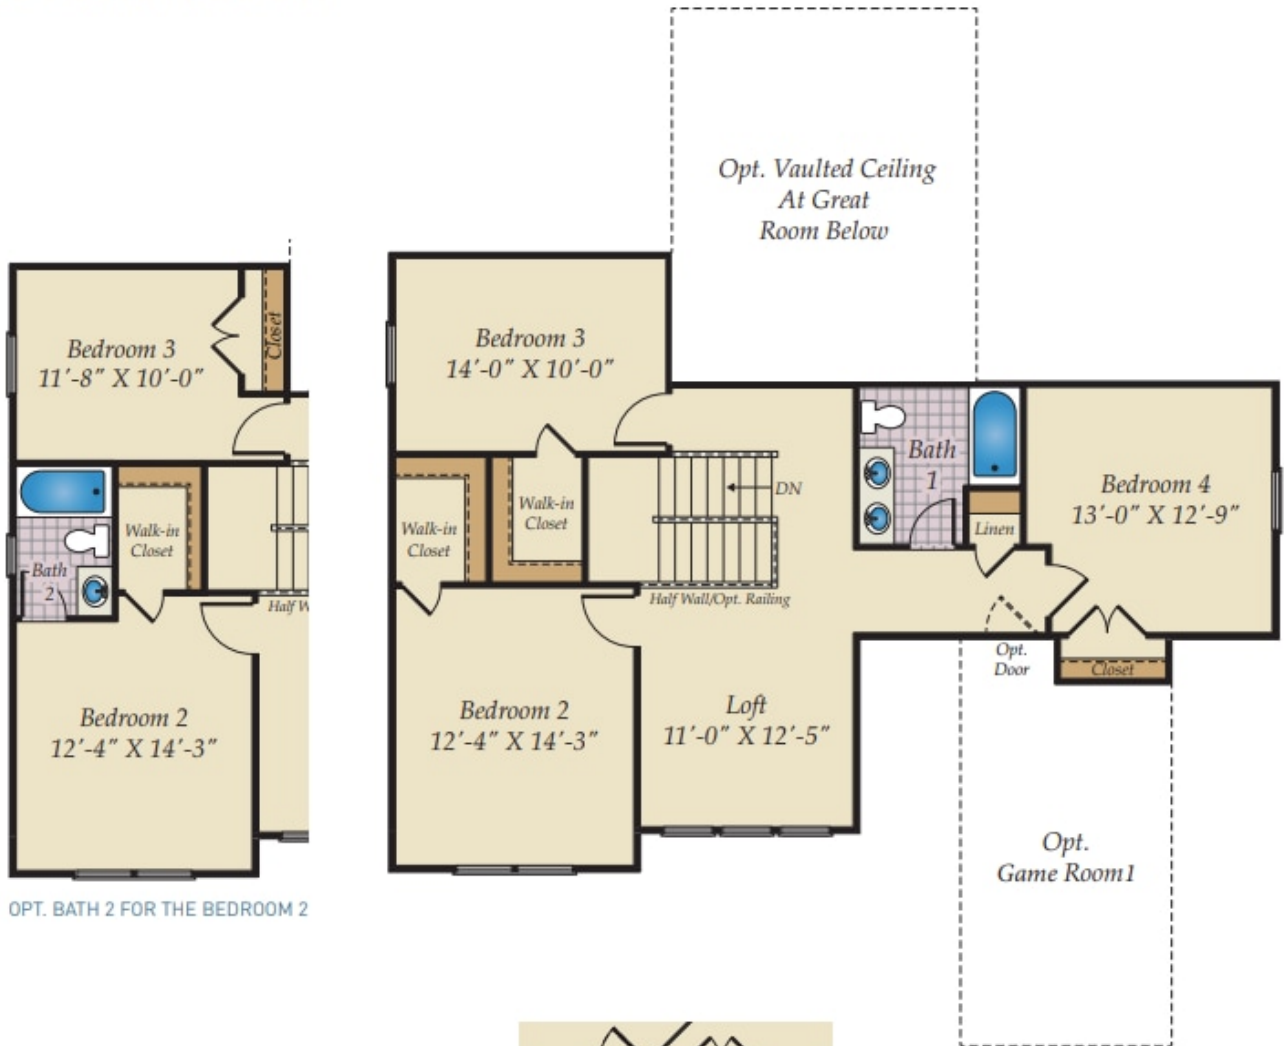 Opt. Vaulted Ceiling
At Great
Room Below
Bedroom 3
11'-8" X 10'-0"
Closet
Bath
2
Walk-in
Closet
Half W
Bedroom 2
12'-4" X 14'-3"
OPT. BATH 2 FOR THE BEDROOM 2
Bedroom 3
14'-0" X 10'-0"
Walk-in
Closet
Walk-in
Closet
DN
Half Wall/Opt. Railing
Bath
1
Linen
Bedroom 4
13'-0" X 12'-9"
Opt.
Door
Closet
Bedroom 2
12'-4" X 14'-3"
Loft
11'-0" X 12'-5"
Opt.
Game Room1